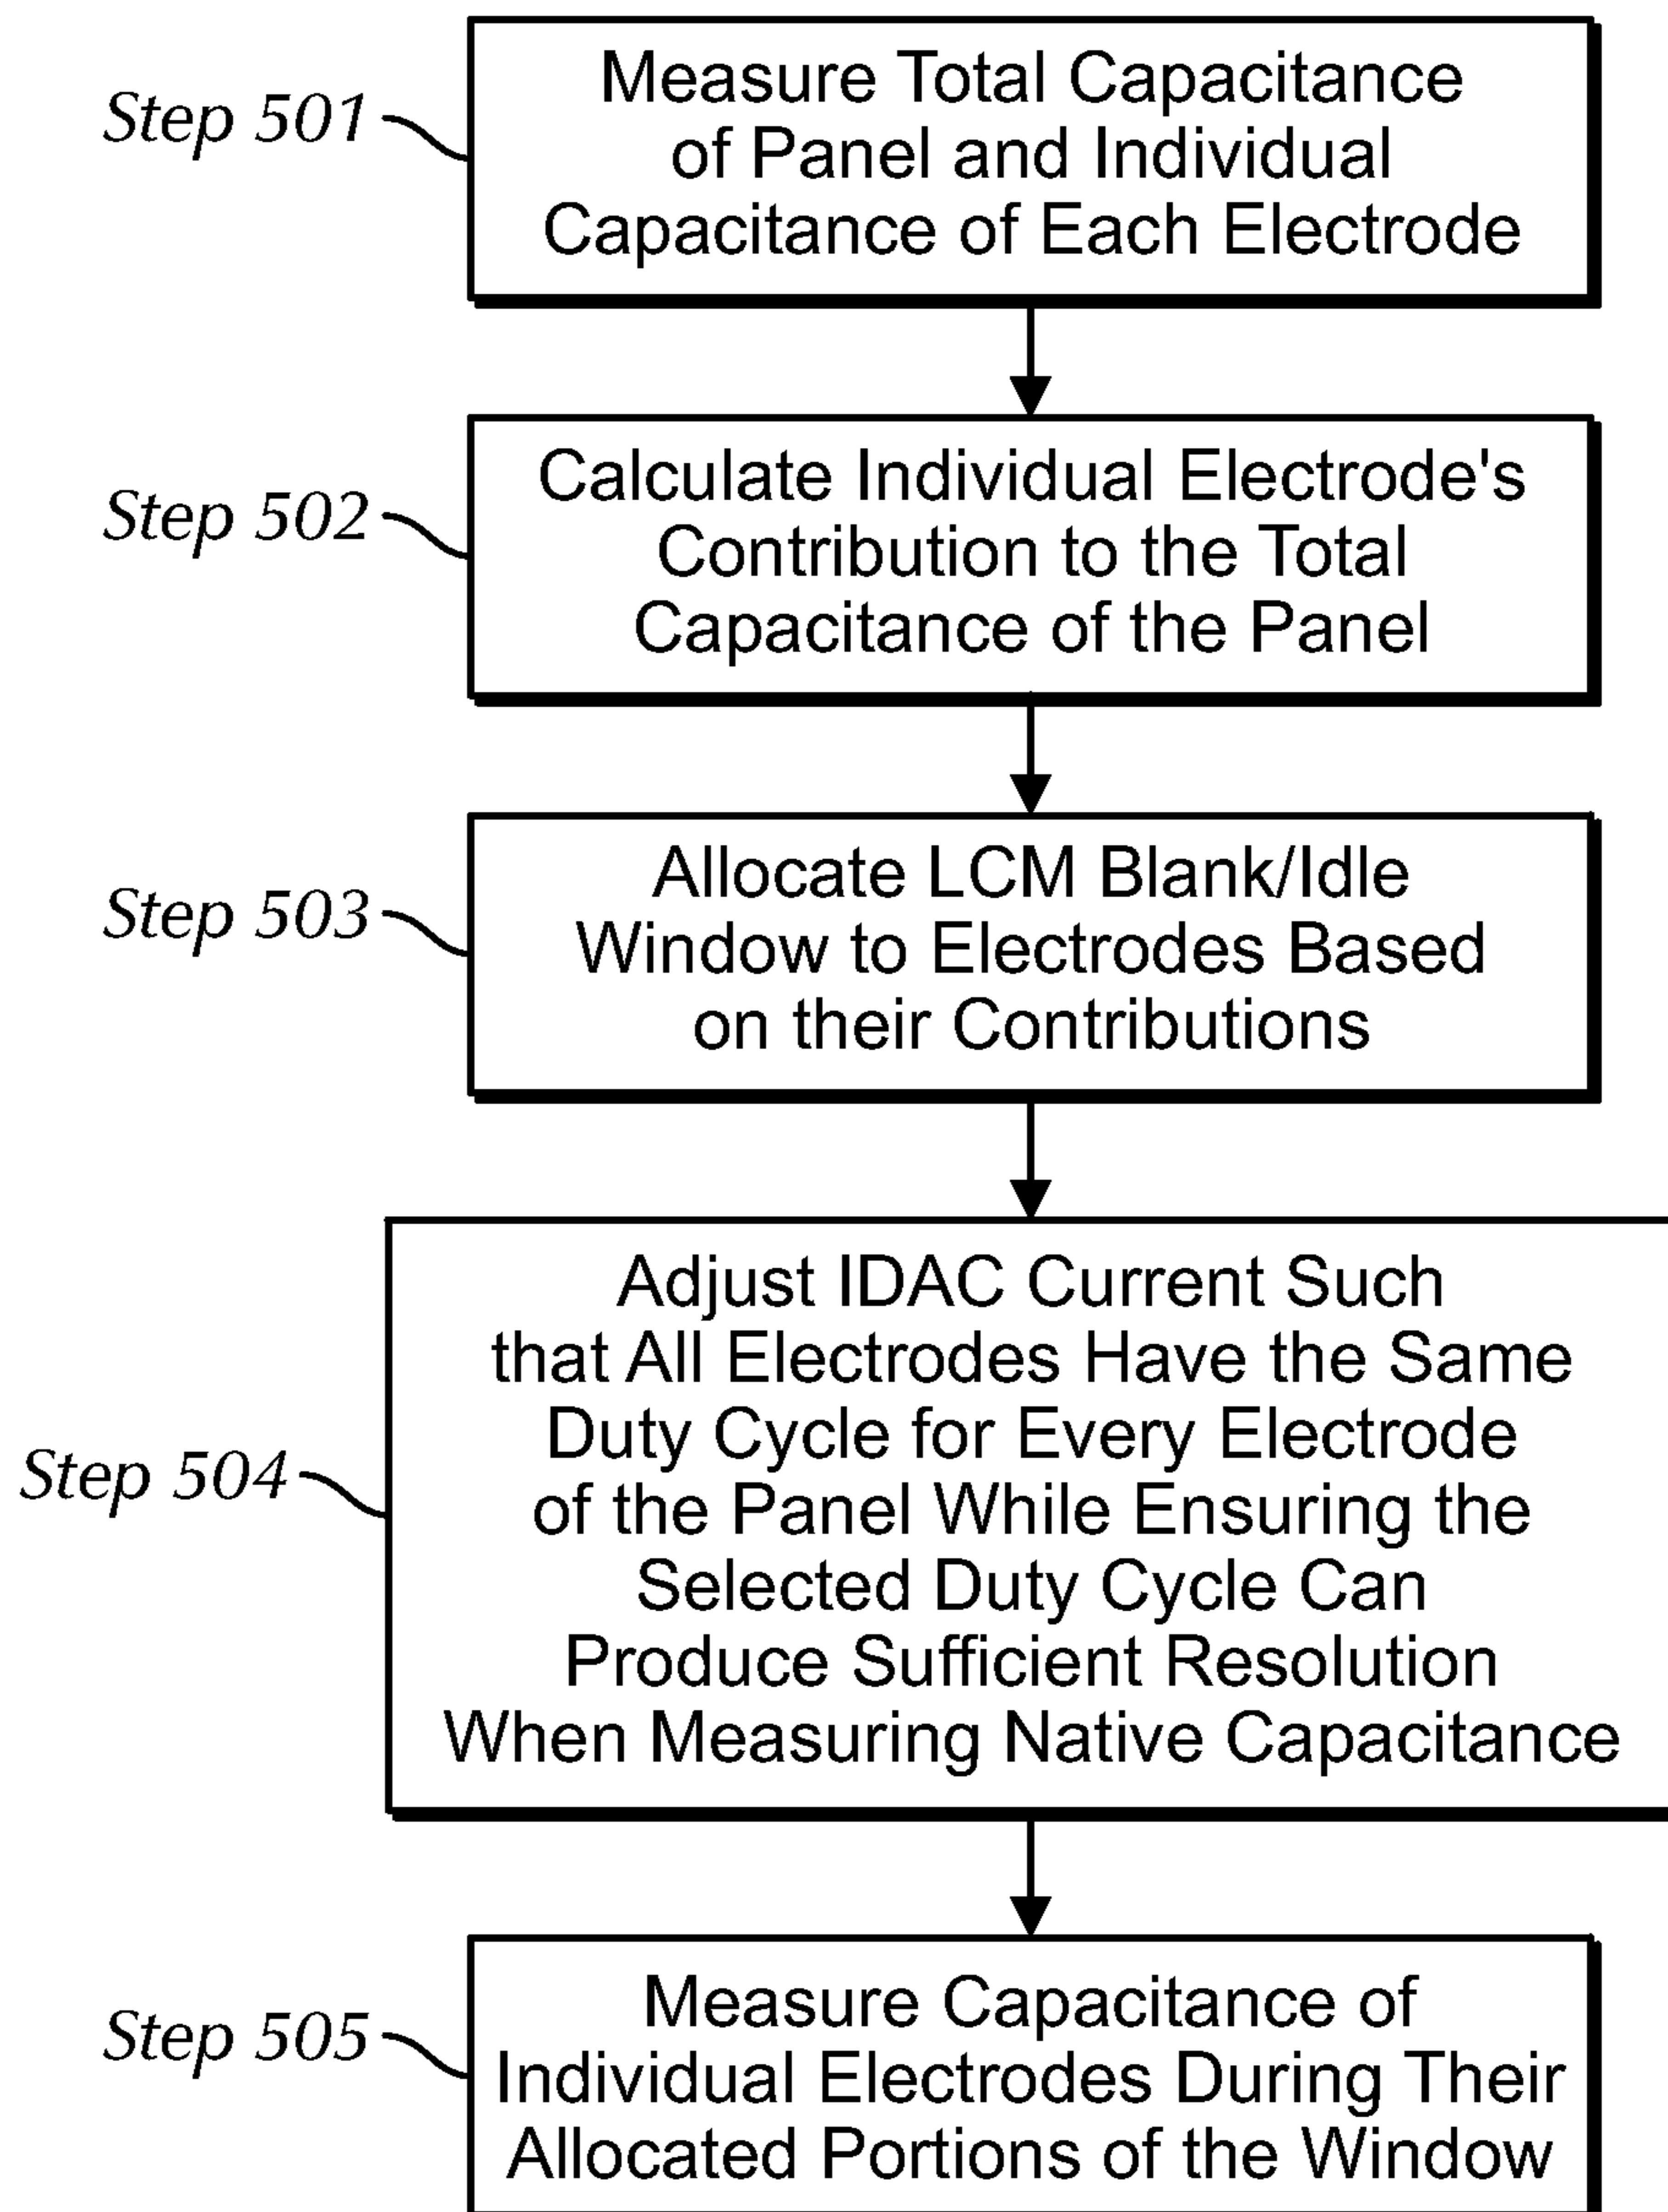 Step 501
Measure Total Capacitance
of Panel and Individual
Capacitance of Each Electrode
Step 502
Calculate Individual Electrode's
Contribution to the Total
Capacitance of the Panel
Step 503
Allocate LCM Blank/Idle
Window to Electrodes Based
on their Contributions
Step 504
Adjust IDAC Current Such
that All Electrodes Have the Same
Duty Cycle for Every Electrode
of the Panel While Ensuring the
Selected Duty Cycle Can
Produce Sufficient Resolution
When Measuring Native Capacitance
Step 505
Measure Capacitance of
Individual Electrodes During Their
Allocated Portions of the Window